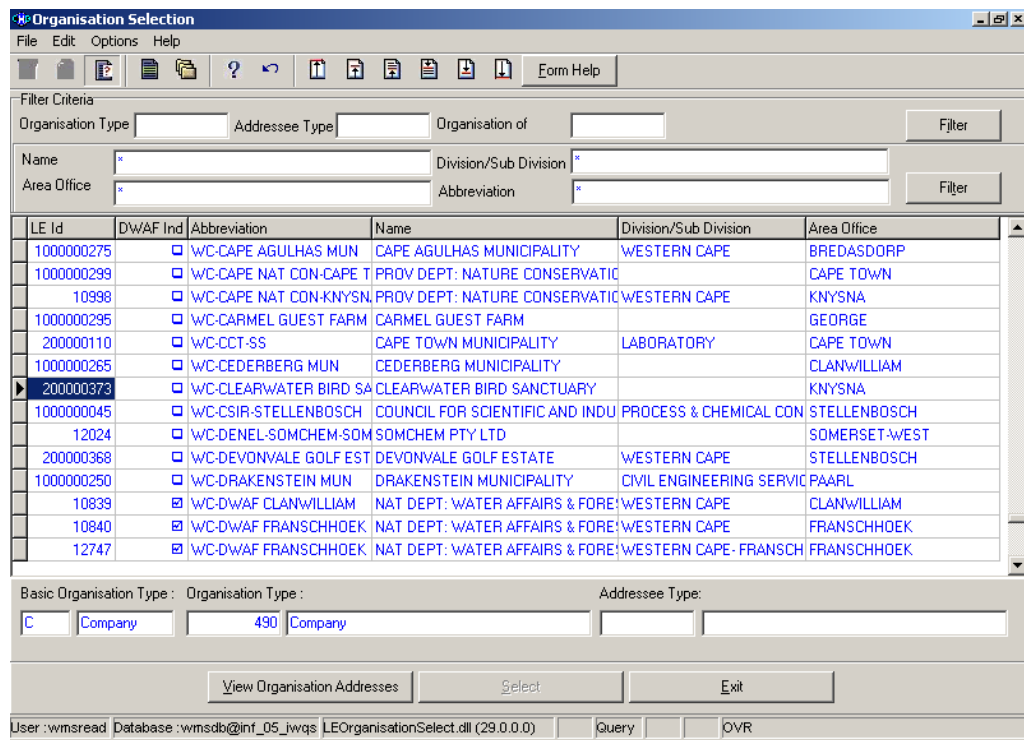 Organisation Selection
File Edit Options Help
? Form Help
Filter Criteria
Organisation Type Addressee Type Organisation of Filter
Name * Division/Sub Division *
Area Office * Abbreviation * Filter
LE Id DWAF Ind Abbreviation Name Division/Sub Division Area Office
1000000275 WC-CAPE AGULHAS MUN CAPE AGULHAS MUNICIPALITY WESTERN CAPE BREDASDORP
1000000299 WC-CAPE NAT CON-CAPE T PROV DEPT: NATURE CONSERVATIC CAPE TOWN
10998 WC-CAPE NAT CON-KNYSN PROV DEPT: NATURE CONSERVATIC WESTERN CAPE KNYSNA
1000000295 WC-CARMEL GUEST FARM CARMEL GUEST FARM GEORGE
200000110 WC-CCT-SS CAPE TOWN MUNICIPALITY LABORATORY CAPE TOWN
1000000265 WC-CEDERBERG MUN CEDERBERG MUNICIPALITY CLANWILLIAM
200000373 WC-CLEARWATER BIRD SA CLEARWATER BIRD SANCTUARY KNYSNA
1000000045 WC-CSIR-STELLENBOSCH COUNCIL FOR SCIENTIFIC AND INDU PROCESS & CHEMICAL CON STELLENBOSCH
12024 WC-DENEL-SOMCHEM-SOM SOMCHEM PTY LTD SOMERSET-WEST
200000368 WC-DEVONVALE GOLF EST DEVONVALE GOLF ESTATE WESTERN CAPE STELLENBOSCH
1000000250 WC-DRAKENSTEIN MUN DRAKENSTEIN MUNICIPALITY CIVIL ENGINEERING SERVIC PAARL
10839 WC-DWAF CLANWILLIAM NAT DEPT: WATER AFFAIRS & FORE WESTERN CAPE CLANWILLIAM
10840 WC-DWAF FRANSCHHOEK NAT DEPT: WATER AFFAIRS & FORE WESTERN CAPE FRANSCHHOEK
12747 WC-DWAF FRANSCHHOEK NAT DEPT: WATER AFFAIRS & FORE WESTERN CAPE- FRANSCH FRANSCHHOEK
Basic Organisation Type : Organisation Type : Addressee Type:
C Company 490 Company
View Organisation Addresses Select Exit
User :wmsread Database :wmsdb@inf_05_iwqs LEOrganisationSelect.dll (29.0.0.0) Query OVR